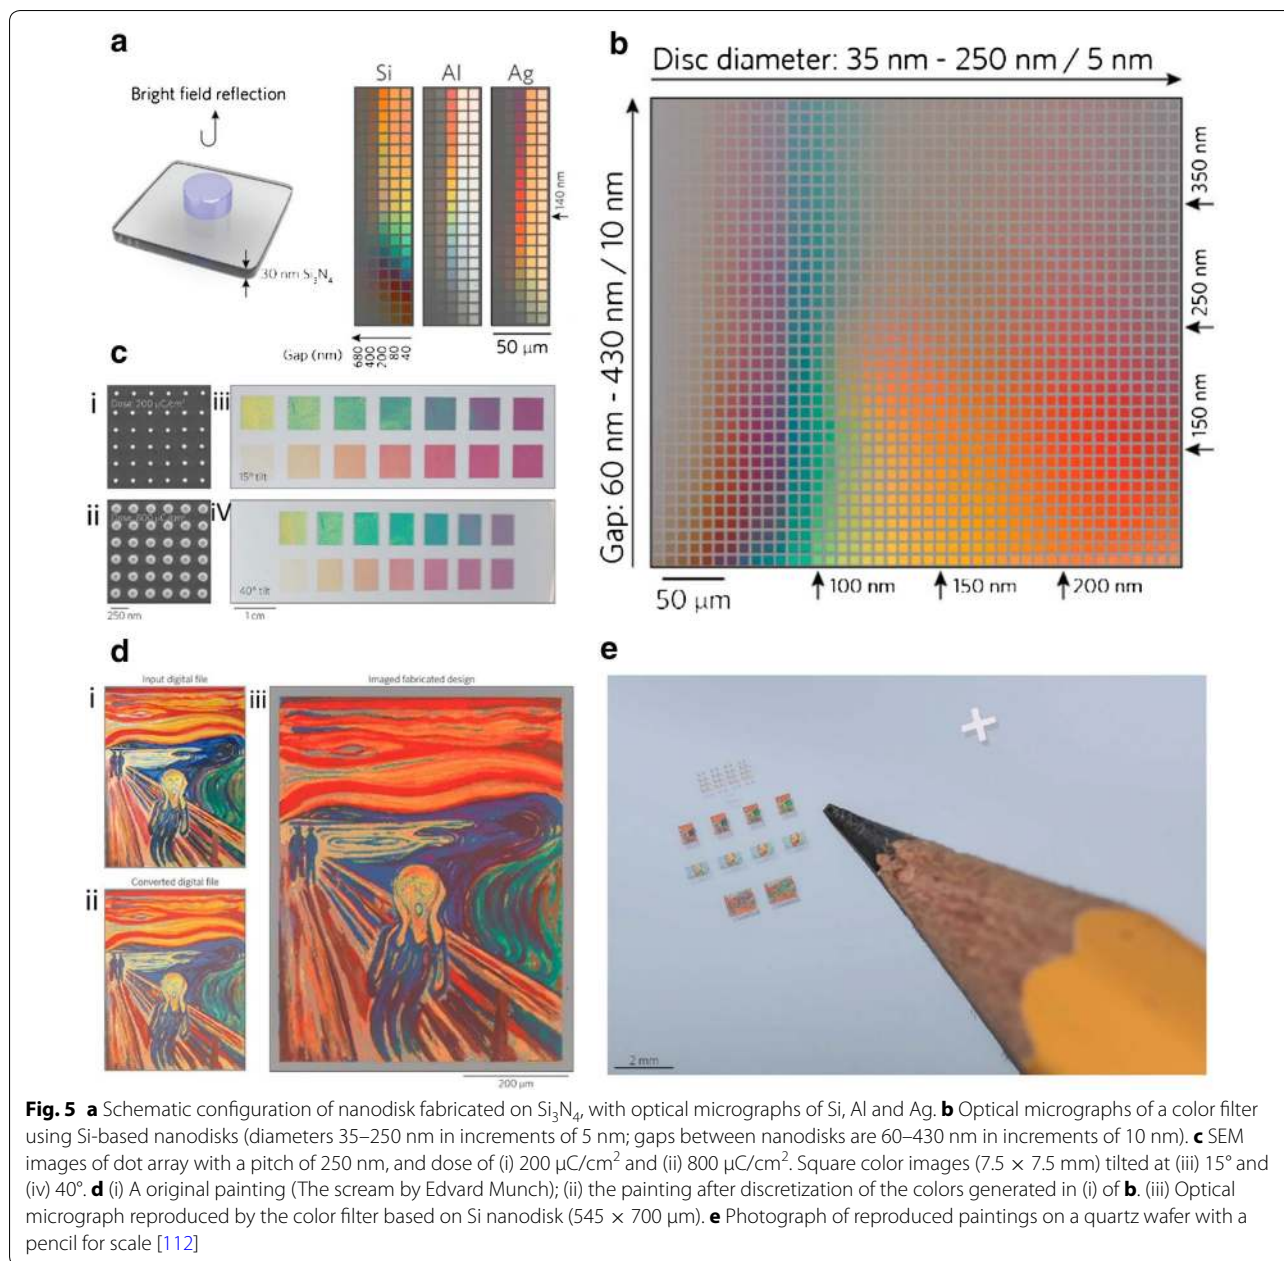 a
Bright field reflection
30 nm Si₃N₄
Si Al Ag
140 nm
Gap (nm)
680
400
200
80
40
50 μm
b
Disc diameter: 35 nm - 250 nm / 5 nm
Gap: 60 nm - 430 nm / 10 nm
350 nm
250 nm
150 nm
50 μm
100 nm
150 nm
200 nm
c
i
Dose: 200 μC/cm²
ii
250 nm
iii
15° tilt
iv
40° tilt
1 cm
d
i
Input digital file
ii
Converted digital file
iii
Imaged fabricated design
200 μm
e
2 mm
Fig. 5 a Schematic configuration of nanodisk fabricated on Si₃N₄, with optical micrographs of Si, Al and Ag. b Optical micrographs of a color filter
using Si-based nanodisks (diameters 35–250 nm in increments of 5 nm; gaps between nanodisks are 60–430 nm in increments of 10 nm). c SEM
images of dot array with a pitch of 250 nm, and dose of (i) 200 μC/cm² and (ii) 800 μC/cm². Square color images (7.5 × 7.5 mm) tilted at (iii) 15° and
(iv) 40°. d (i) A original painting (The scream by Edvard Munch); (ii) the painting after discretization of the colors generated in (i) of b. (iii) Optical
micrograph reproduced by the color filter based on Si nanodisk (545 × 700 μm). e Photograph of reproduced paintings on a quartz wafer with a
pencil for scale [112]